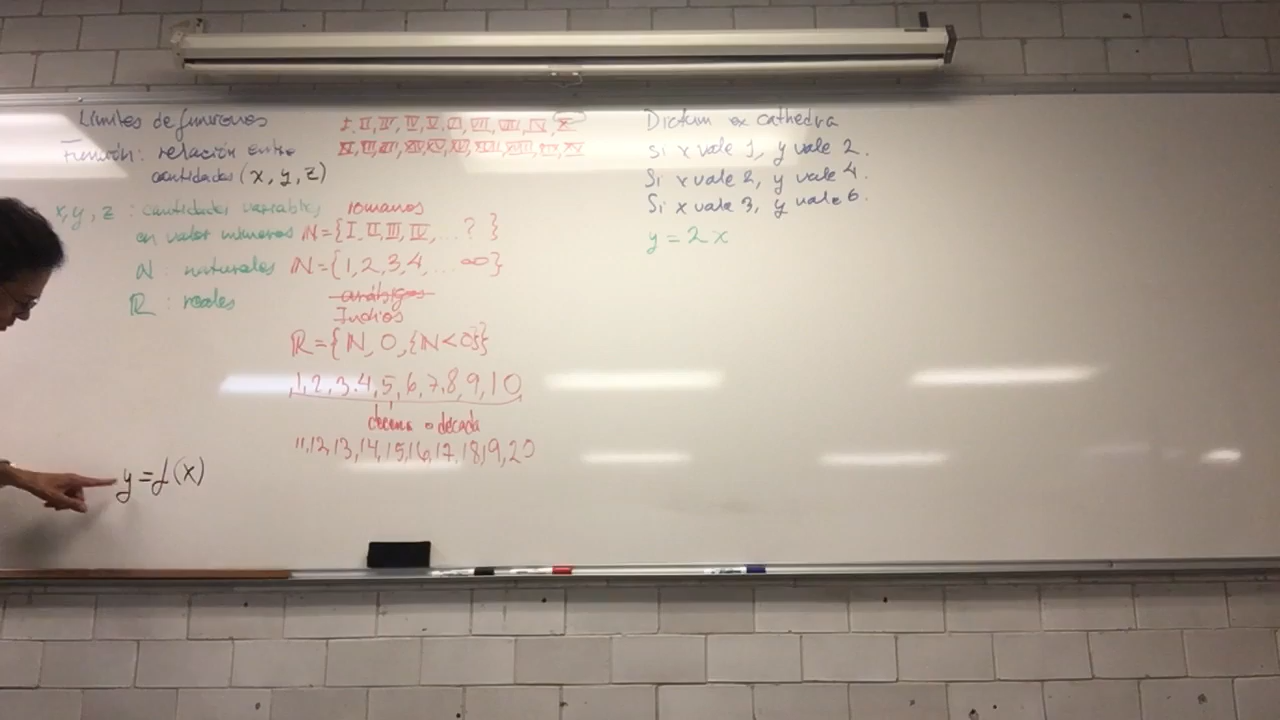 Límites de funciones
Función: relación entre
cantidades (x, y, z)
x, y, z : cantidades variables
en valor numeros
N : naturales
R : reales
y = f(x)
I, II, III, IV, V, VI, VII, VIII, IX, X
romanos
N = {I, II, III, IV, ... ? }
N = {1, 2, 3, 4, ... ∞}
Indios
R = {N, 0, {N < 0}}
1, 2, 3, 4, 5, 6, 7, 8, 9, 10
decena o década
11, 12, 13, 14, 15, 16, 17, 18, 19, 20
Dictum ex cathedra
Si x vale 1, y vale 2.
Si x vale 2, y vale 4.
Si x vale 3, y vale 6.
y = 2x